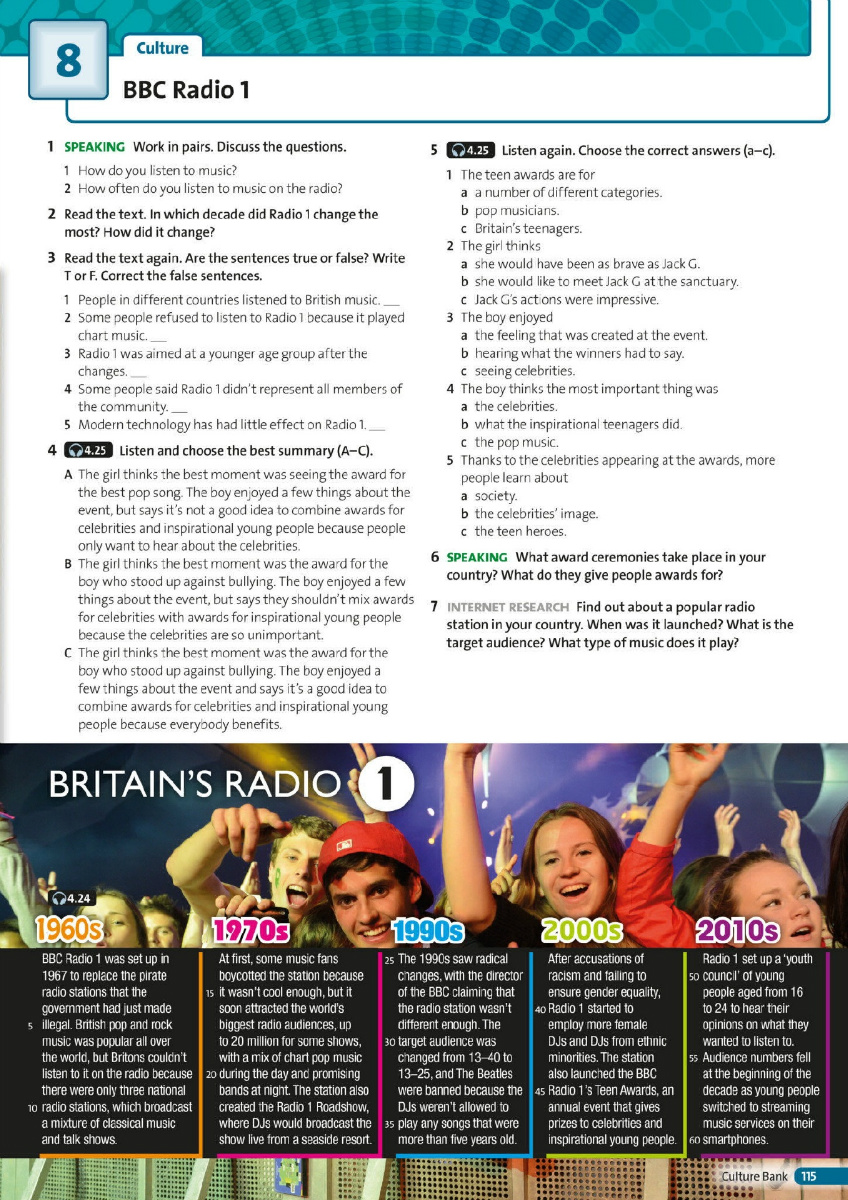 8
Culture
BBC Radio 1
1 SPEAKING Work in pairs. Discuss the questions.
1 How do you listen to music?
2 How often do you listen to music on the radio?
2 Read the text. In which decade did Radio 1 change the
most? How did it change?
3 Read the text again. Are the sentences true or false? Write
T or F. Correct the false sentences.
1 People in different countries listened to British music. __
2 Some people refused to listen to Radio 1 because it played
chart music. __
3 Radio 1 was aimed at a younger age group after the
changes. __
4 Some people said Radio 1 didn't represent all members of
the community. __
5 Modern technology has had little effect on Radio 1. __
4 4.25 Listen and choose the best summary (A–C).
A The girl thinks the best moment was seeing the award for
the best pop song. The boy enjoyed a few things about the
event, but says it's not a good idea to combine awards for
celebrities and inspirational young people because people
only want to hear about the celebrities.
B The girl thinks the best moment was the award for the
boy who stood up against bullying. The boy enjoyed a few
things about the event, but says they shouldn't mix awards
for celebrities with awards for inspirational young people
because the celebrities are so unimportant.
C The girl thinks the best moment was the award for the
boy who stood up against bullying. The boy enjoyed a
few things about the event and says it's a good idea to
combine awards for celebrities and inspirational young
people because everybody benefits.
5 4.25 Listen again. Choose the correct answers (a–c).
1 The teen awards are for
a a number of different categories.
b pop musicians.
c Britain's teenagers.
2 The girl thinks
a she would have been as brave as Jack G.
b she would like to meet Jack G at the sanctuary.
c Jack G's actions were impressive.
3 The boy enjoyed
a the feeling that was created at the event.
b hearing what the winners had to say.
c seeing celebrities.
4 The boy thinks the most important thing was
a the celebrities.
b what the inspirational teenagers did.
c the pop music.
5 Thanks to the celebrities appearing at the awards, more
people learn about
a society.
b the celebrities' image.
c the teen heroes.
6 SPEAKING What award ceremonies take place in your
country? What do they give people awards for?
7 INTERNET RESEARCH Find out about a popular radio
station in your country. When was it launched? What is the
target audience? What type of music does it play?
BRITAIN'S RADIO 1
4.24
1960s
BBC Radio 1 was set up in
1967 to replace the pirate
radio stations that the
government had just made
5 illegal. British pop and rock
music was popular all over
the world, but Britons couldn't
listen to it on the radio because
there were only three national
10 radio stations, which broadcast
a mixture of classical music
and talk shows.
1970s
At first, some music fans
boycotted the station because
15 it wasn't cool enough, but it
soon attracted the world's
biggest radio audiences, up
to 20 million for some shows,
with a mix of chart pop music
20 during the day and promising
bands at night. The station also
created the Radio 1 Roadshow,
where DJs would broadcast the
show live from a seaside resort.
1990s
25 The 1990s saw radical
changes, with the director
of the BBC claiming that
the radio station wasn't
different enough. The
30 target audience was
changed from 13–40 to
13–25, and The Beatles
were banned because the
DJs weren't allowed to
35 play any songs that were
more than five years old.
2000s
After accusations of
racism and failing to
ensure gender equality,
40 Radio 1 started to
employ more female
DJs and DJs from ethnic
minorities. The station
also launched the BBC
45 Radio 1's Teen Awards, an
annual event that gives
prizes to celebrities and
inspirational young people.
2010s
Radio 1 set up a 'youth
50 council' of young
people aged from 16
to 24 to hear their
opinions on what they
wanted to listen to.
55 Audience numbers fell
at the beginning of the
decade as young people
switched to streaming
music services on their
60 smartphones.
Culture Bank 115